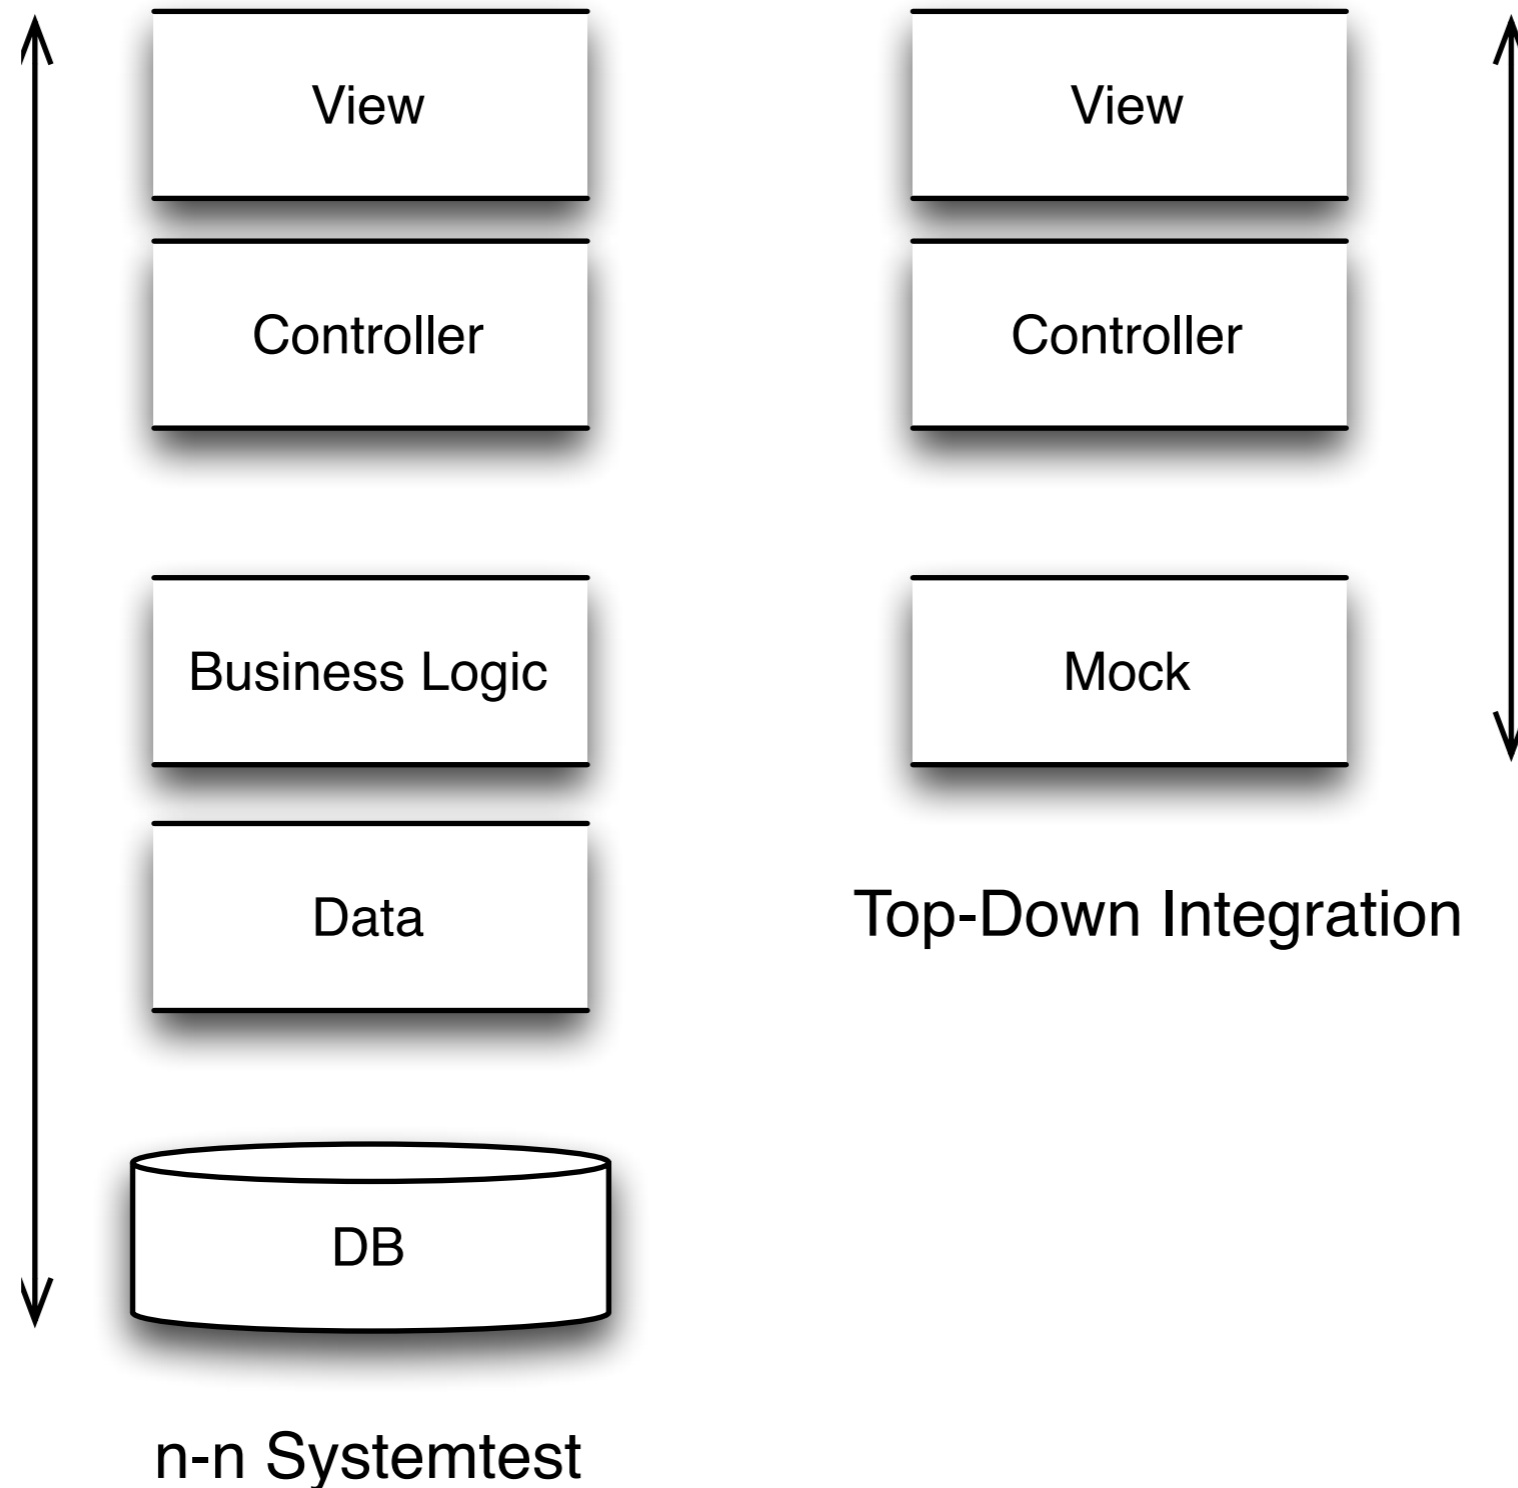 View
Controller
Business Logic
Data
DB
n-n Systemtest
View
Controller
Mock
Top-Down Integration